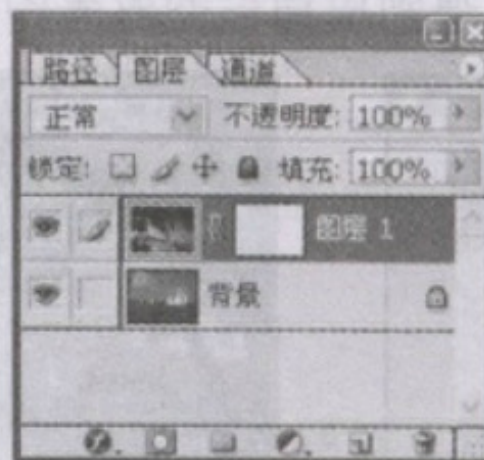 路径 图层 通道
正常 不透明度: 100%
锁定: 填充: 100%
图层 1
背景